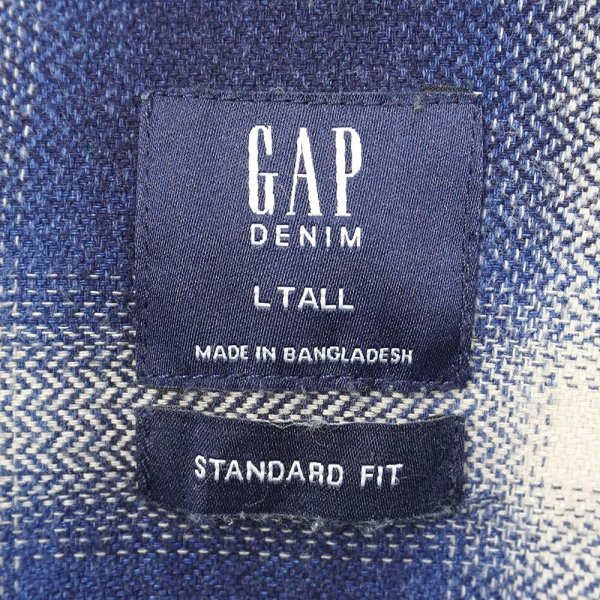 GAP
DENIM
L TALL
MADE IN BANGLADESH
STANDARD FIT